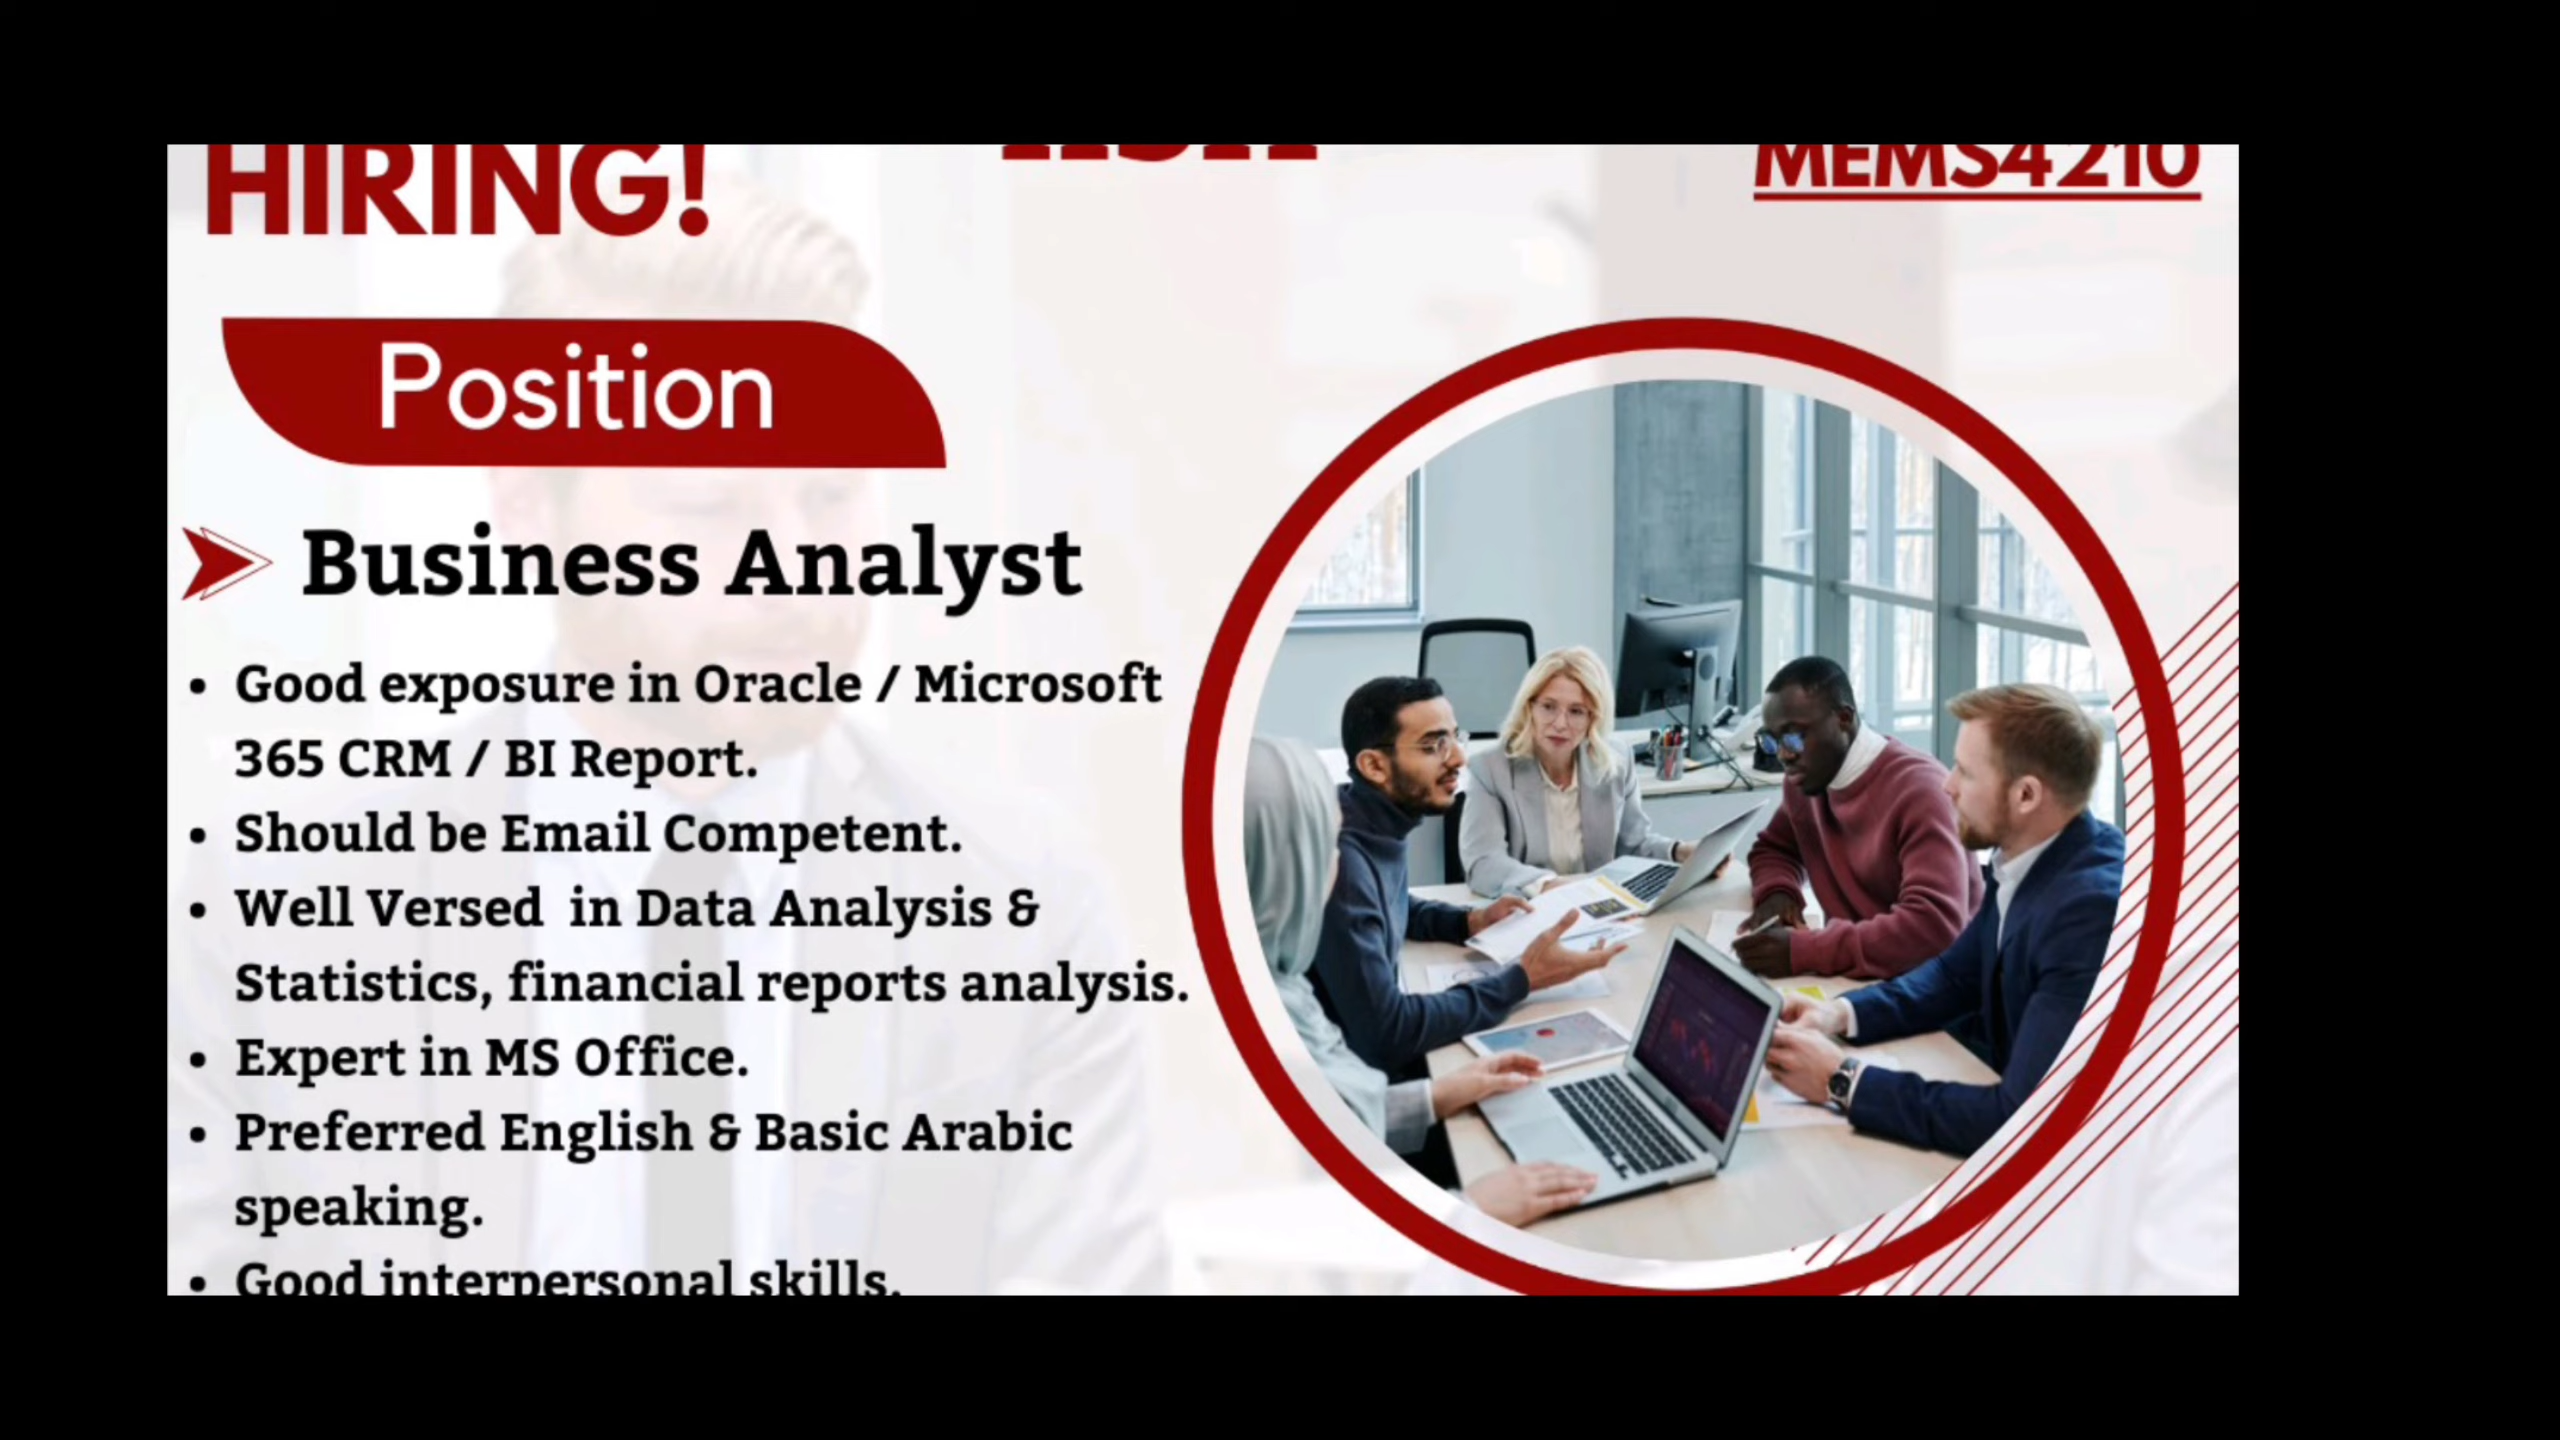 HIRING!
MEMS4210
Position
Business Analyst
• Good exposure in Oracle / Microsoft
365 CRM / BI Report.
• Should be Email Competent.
• Well Versed in Data Analysis &
Statistics, financial reports analysis.
• Expert in MS Office.
• Preferred English & Basic Arabic
speaking.
• Good interpersonal skills.